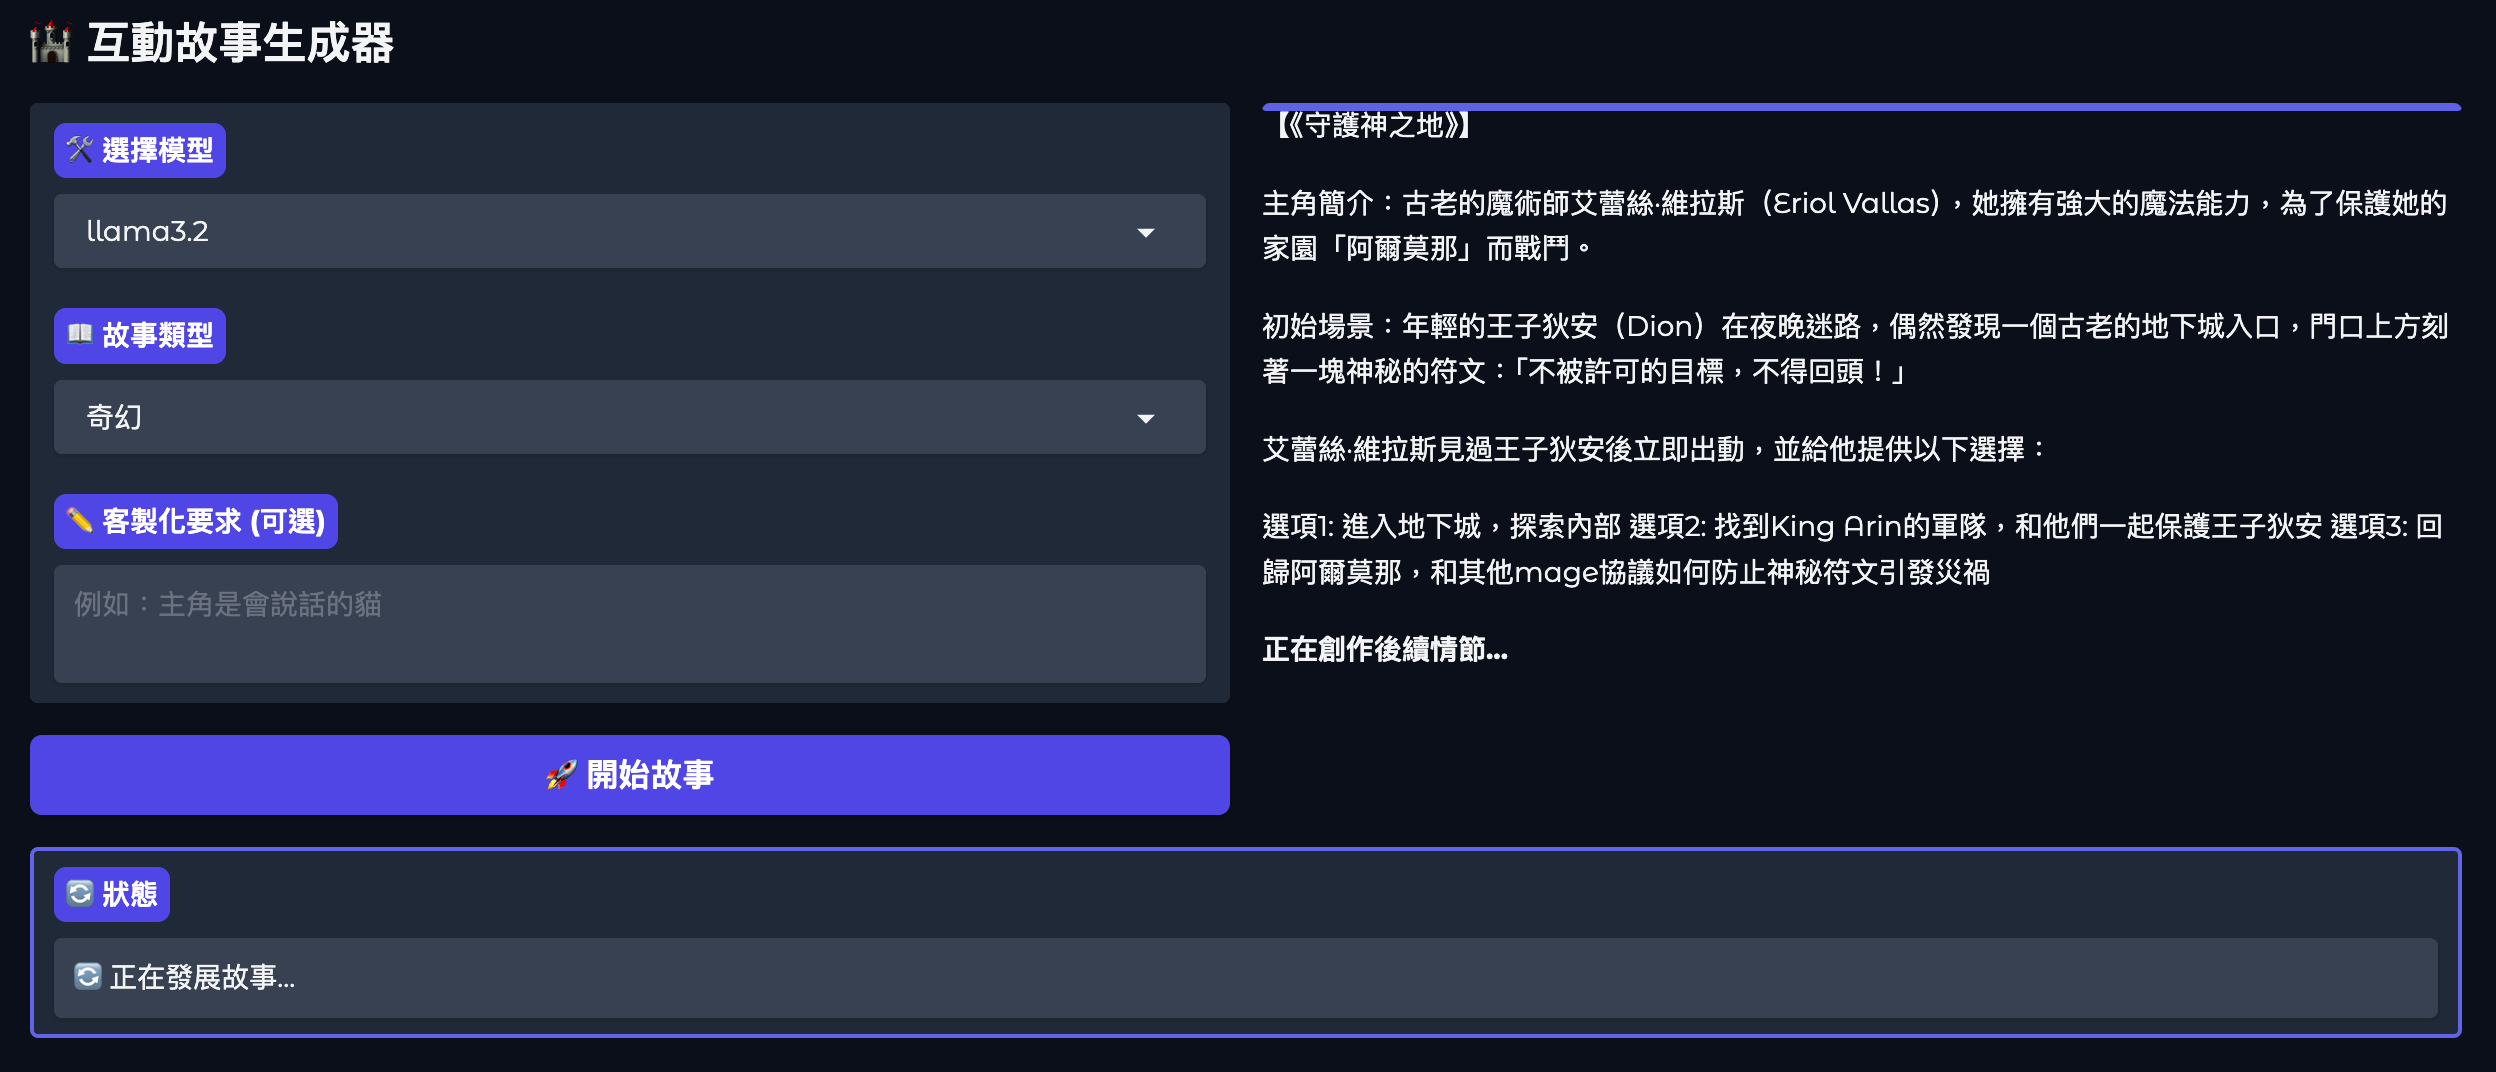 🏰 互動故事生成器
🛠️ 選擇模型
llama3.2
📖 故事類型
奇幻
✏️ 客製化要求 (可選)
例如：主角是會說話的貓
🚀 開始故事
【《守護神之地》】
主角簡介：古老的魔術師艾蕾絲·維拉斯（Eriol Vallas），她擁有強大的魔法能力，為了保護她的
家園「阿爾莫那」而戰鬥。
初始場景：年輕的王子狄安（Dion）在夜晚迷路，偶然發現一個古老的地下城入口，門口上方刻
著一塊神秘的符文：「不被許可的目標，不得回頭！」
艾蕾絲·維拉斯見過王子狄安後立即出動，並給他提供以下選擇：
選項1: 進入地下城，探索內部 選項2: 找到King Arin的軍隊，和他們一起保護王子狄安 選項3: 回
歸阿爾莫那，和其他mage協議如何防止神秘符文引發災禍
正在創作後續情節...
🔄 狀態
🔄 正在發展故事...